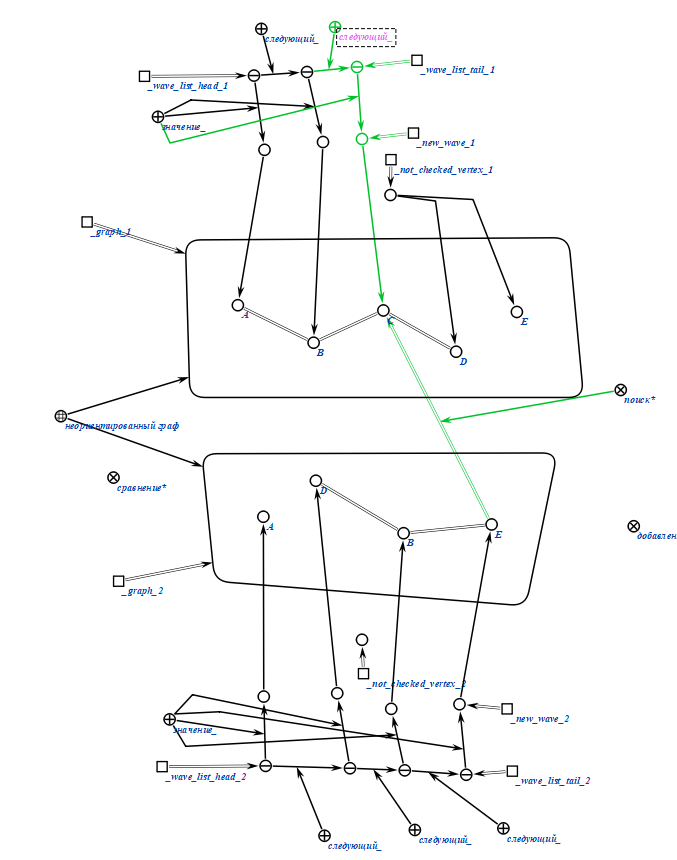 следующий_
следующий_
_wave_list_tail_1
_wave_list_head_1
значение_
_new_wave_1
_not_checked_vertex_1
_graph_1
A
B
C
D
E
поиск*
неориентированный граф
сравнение*
D
A
B
E
добавлен
_graph_2
_not_checked_vertex_2
_new_wave_2
значение_
_wave_list_head_2
_wave_list_tail_2
следующий_
следующий_
следующий_